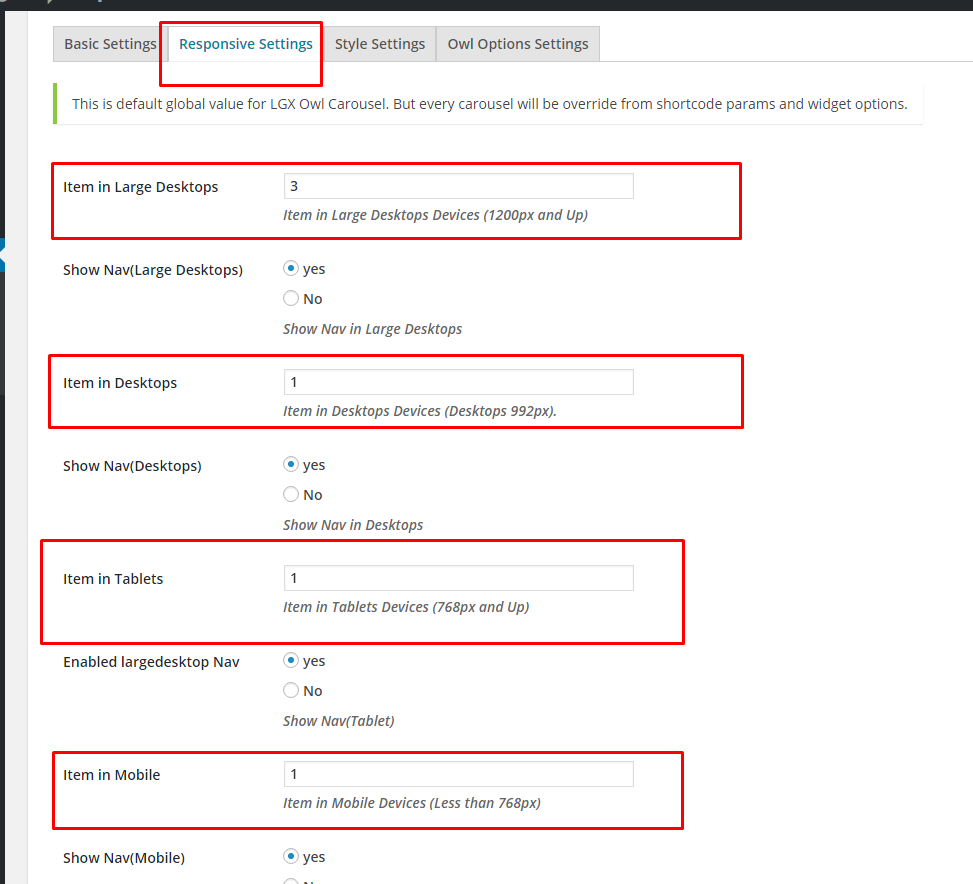 Basic Settings Responsive Settings Style Settings Owl Options Settings
This is default global value for LGX Owl Carousel. But every carousel will be override from shortcode params and widget options.
Item in Large Desktops 3
Item in Large Desktops Devices (1200px and Up)
Show Nav(Large Desktops) yes
No
Show Nav in Large Desktops
Item in Desktops 1
Item in Desktops Devices (Desktops 992px).
Show Nav(Desktops) yes
No
Show Nav in Desktops
Item in Tablets 1
Item in Tablets Devices (768px and Up)
Enabled largedesktop Nav yes
No
Show Nav(Tablet)
Item in Mobile 1
Item in Mobile Devices (Less than 768px)
Show Nav(Mobile) yes